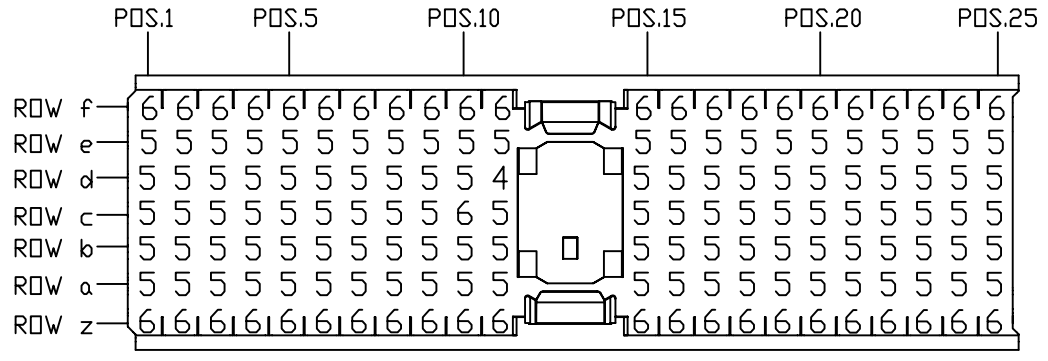 POS.1 POS.5 POS.10 POS.15 POS.20 POS.25
ROW f 6 6 6 6 6 6 6 6 6 6 6 6 6 6 6 6 6 6 6 6 6 6
ROW e 5 5 5 5 5 5 5 5 5 5 5 5 5 5 5 5 5 5 5 5 5 5
ROW d 5 5 5 5 5 5 5 5 5 5 4 5 5 5 5 5 5 5 5 5 5 5
ROW c 5 5 5 5 5 5 5 5 5 6 5 5 5 5 5 5 5 5 5 5 5 5
ROW b 5 5 5 5 5 5 5 5 5 5 5 5 5 5 5 5 5 5 5 5 5 5
ROW a 5 5 5 5 5 5 5 5 5 5 5 5 5 5 5 5 5 5 5 5 5 5
ROW z 6 6 6 6 6 6 6 6 6 6 6 6 6 6 6 6 6 6 6 6 6 6